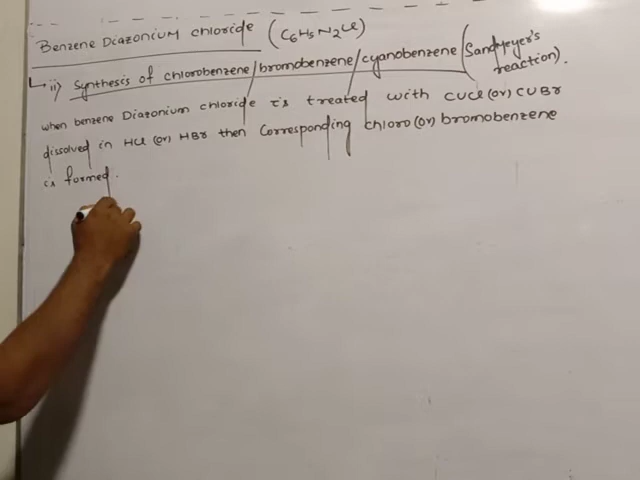 Benzene Diazonium chloride (C6H5N2Cl)
ii) Synthesis of chlorobenzene/bromobenzene/cyanobenzene (Sandmeyer's reaction).
when benzene Diazonium chloride is treated with CuCl (or) CUBr
dissolved in HCl (or) HBr then Corresponding chloro (or) bromobenzene
is formed.